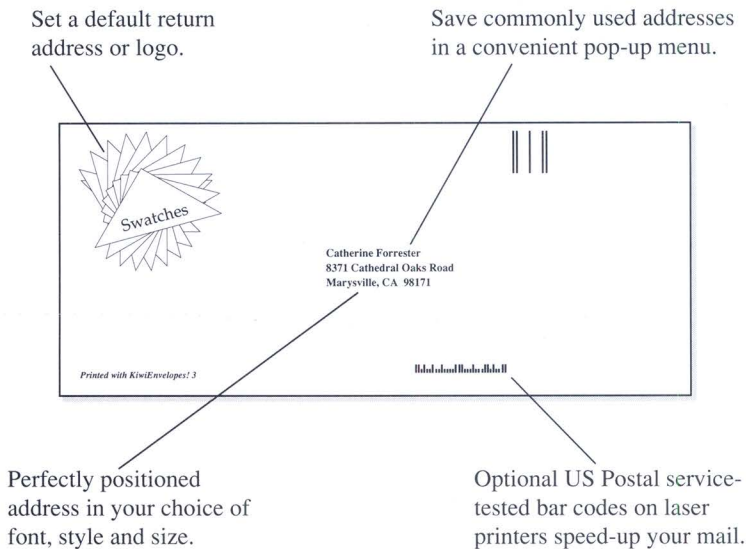 Set a default return
address or logo.
Save commonly used addresses
in a convenient pop-up menu.
Swatches
Catherine Forrester
8371 Cathedral Oaks Road
Marysville, CA 98171
Printed with KiwiEnvelopes! 3
Perfectly positioned
address in your choice of
font, style and size.
Optional US Postal service-
tested bar codes on laser
printers speed-up your mail.